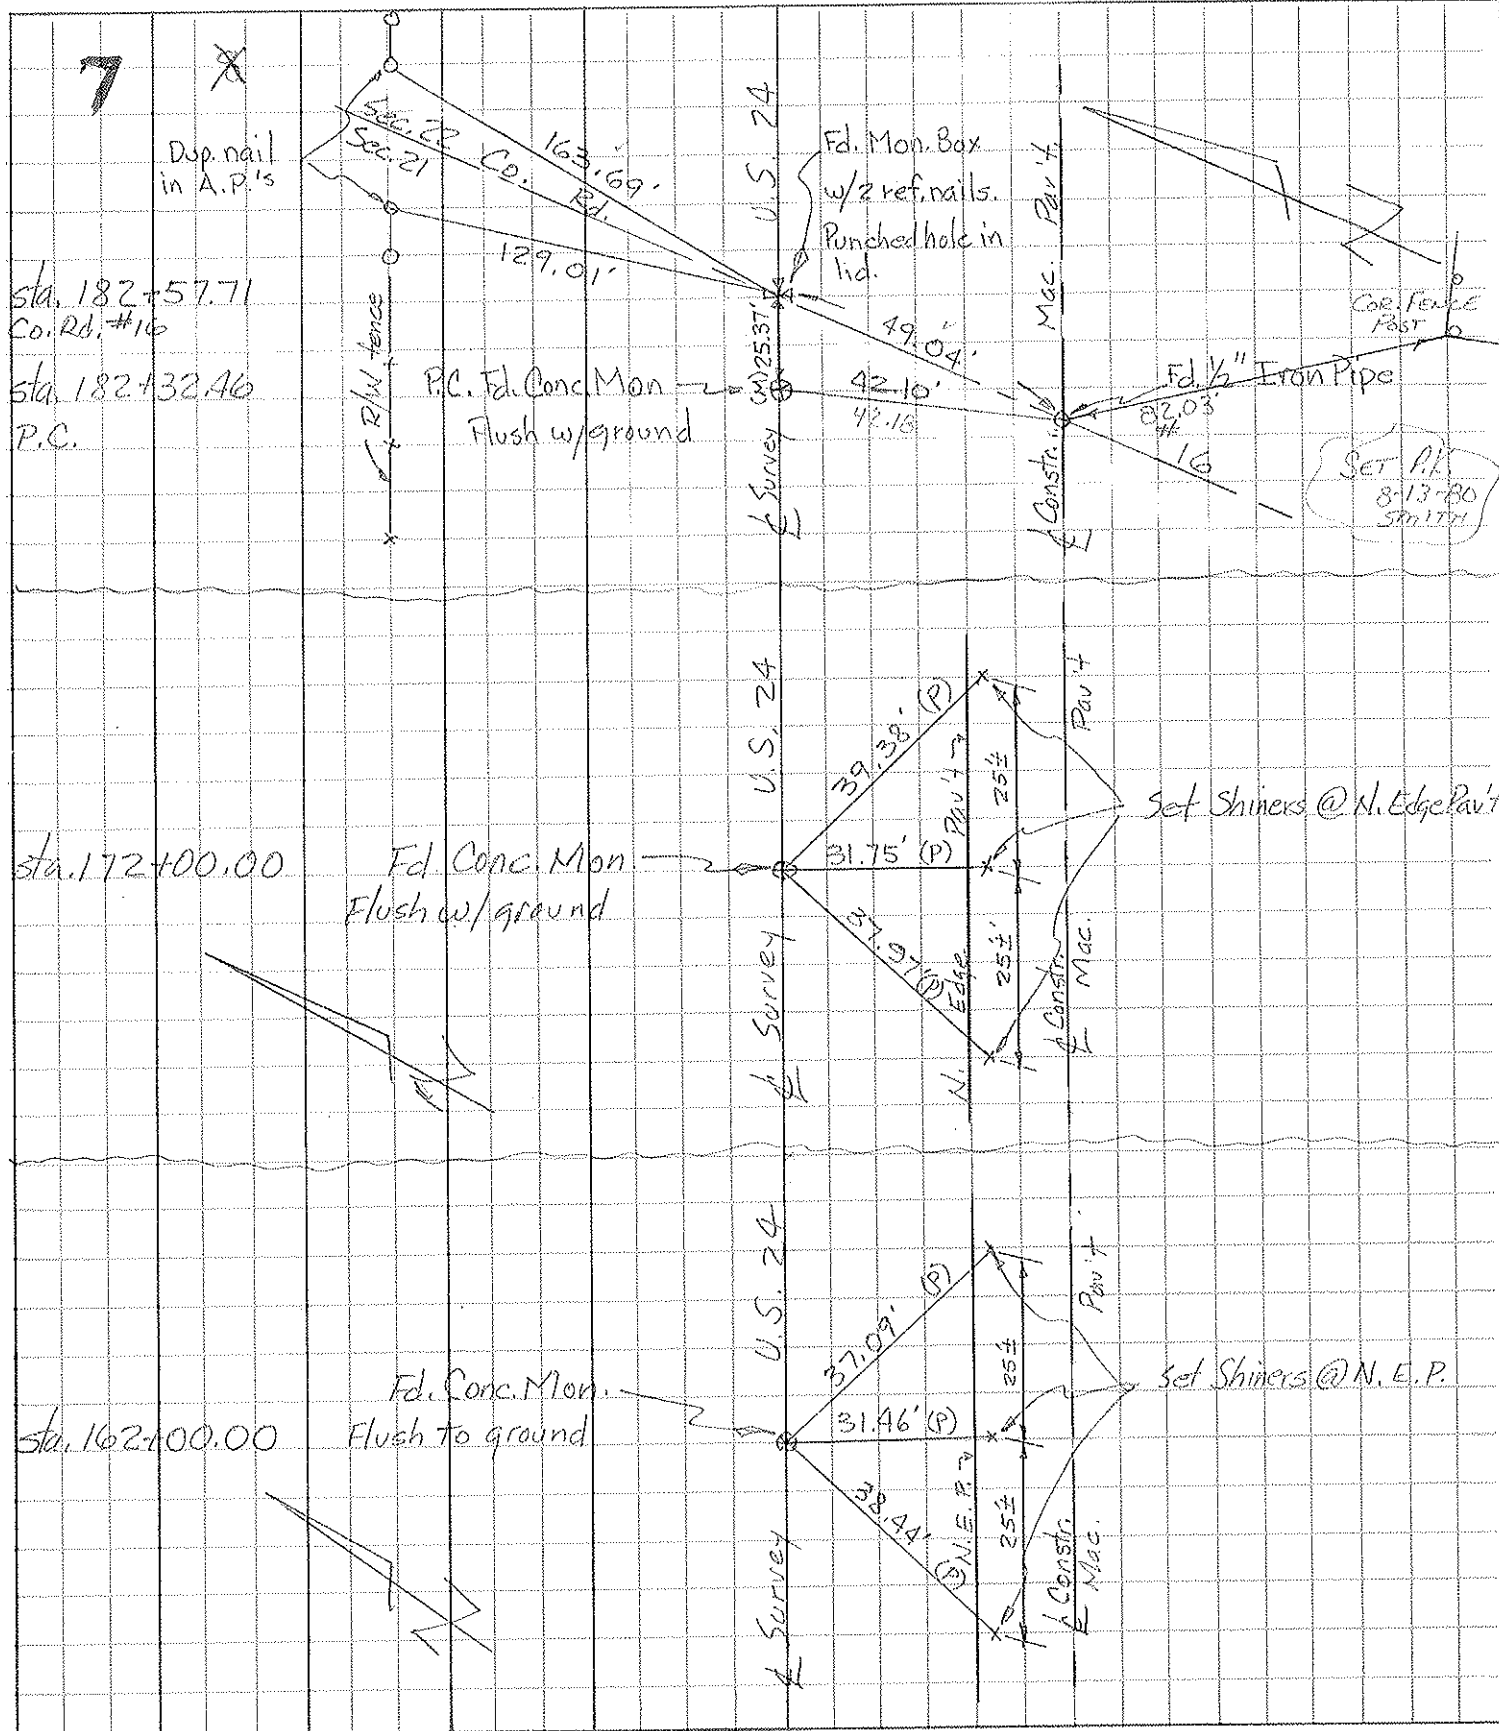 7
8
Dup. nail
in A.P.'s
Sec. 22
Sec. 21
Co. Rd.
163.69'
129.01'
U.S. 24
Fd. Mon. Box
w/2 ref. nails.
Punched hole in
lid.
Mac. Pav't.
sta. 182+57.71
Co. Rd. #16
sta. 182+32.46
P.C.
R/W fence
P.C. Fd. Conc. Mon
Flush w/ground
(M) 25.37'
℄ Survey
49.04'
42.10'
42.18
℄ Constr.
COR. FENCE
POST
Fd. 1/2" Iron Pipe
82.03'
#
16
SET P.K.
8-13-80
SMITH
U.S. 24
39.38' (P)
Pav't
25'±
Pav't
Set Shiners @ N. Edge Pav't
sta. 172+00.00
Fd Conc. Mon
Flush w/ ground
31.75' (P)
37.97' (P)
N. Edge
25±'
℄ Constr.
Mac.
℄ Survey
U.S. 24
37.09' (P)
25'±
Pav't
Set Shiners @ N. E. P.
Fd. Conc. Mon.
sta. 162+00.00
Flush to ground
31.46' (P)
38.44' (P)
N. E. P.
25'±
℄ Constr.
Mac.
℄ Survey